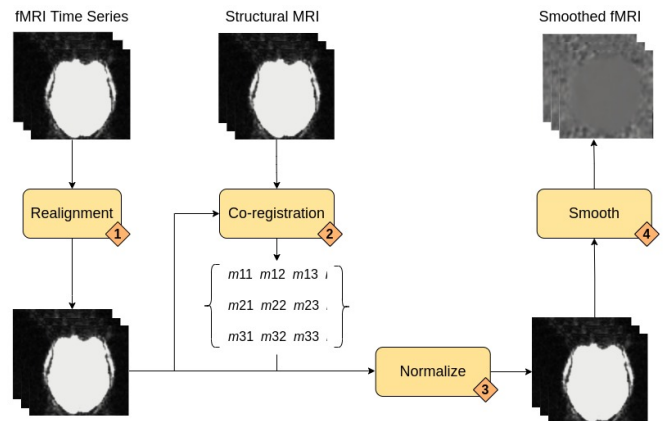 fMRI Time Series
Structural MRI
Smoothed fMRI
Realignment
1
Co-registration
2
Smooth
4
m11 m12 m13
m21 m22 m23
m31 m32 m33
Normalize
3